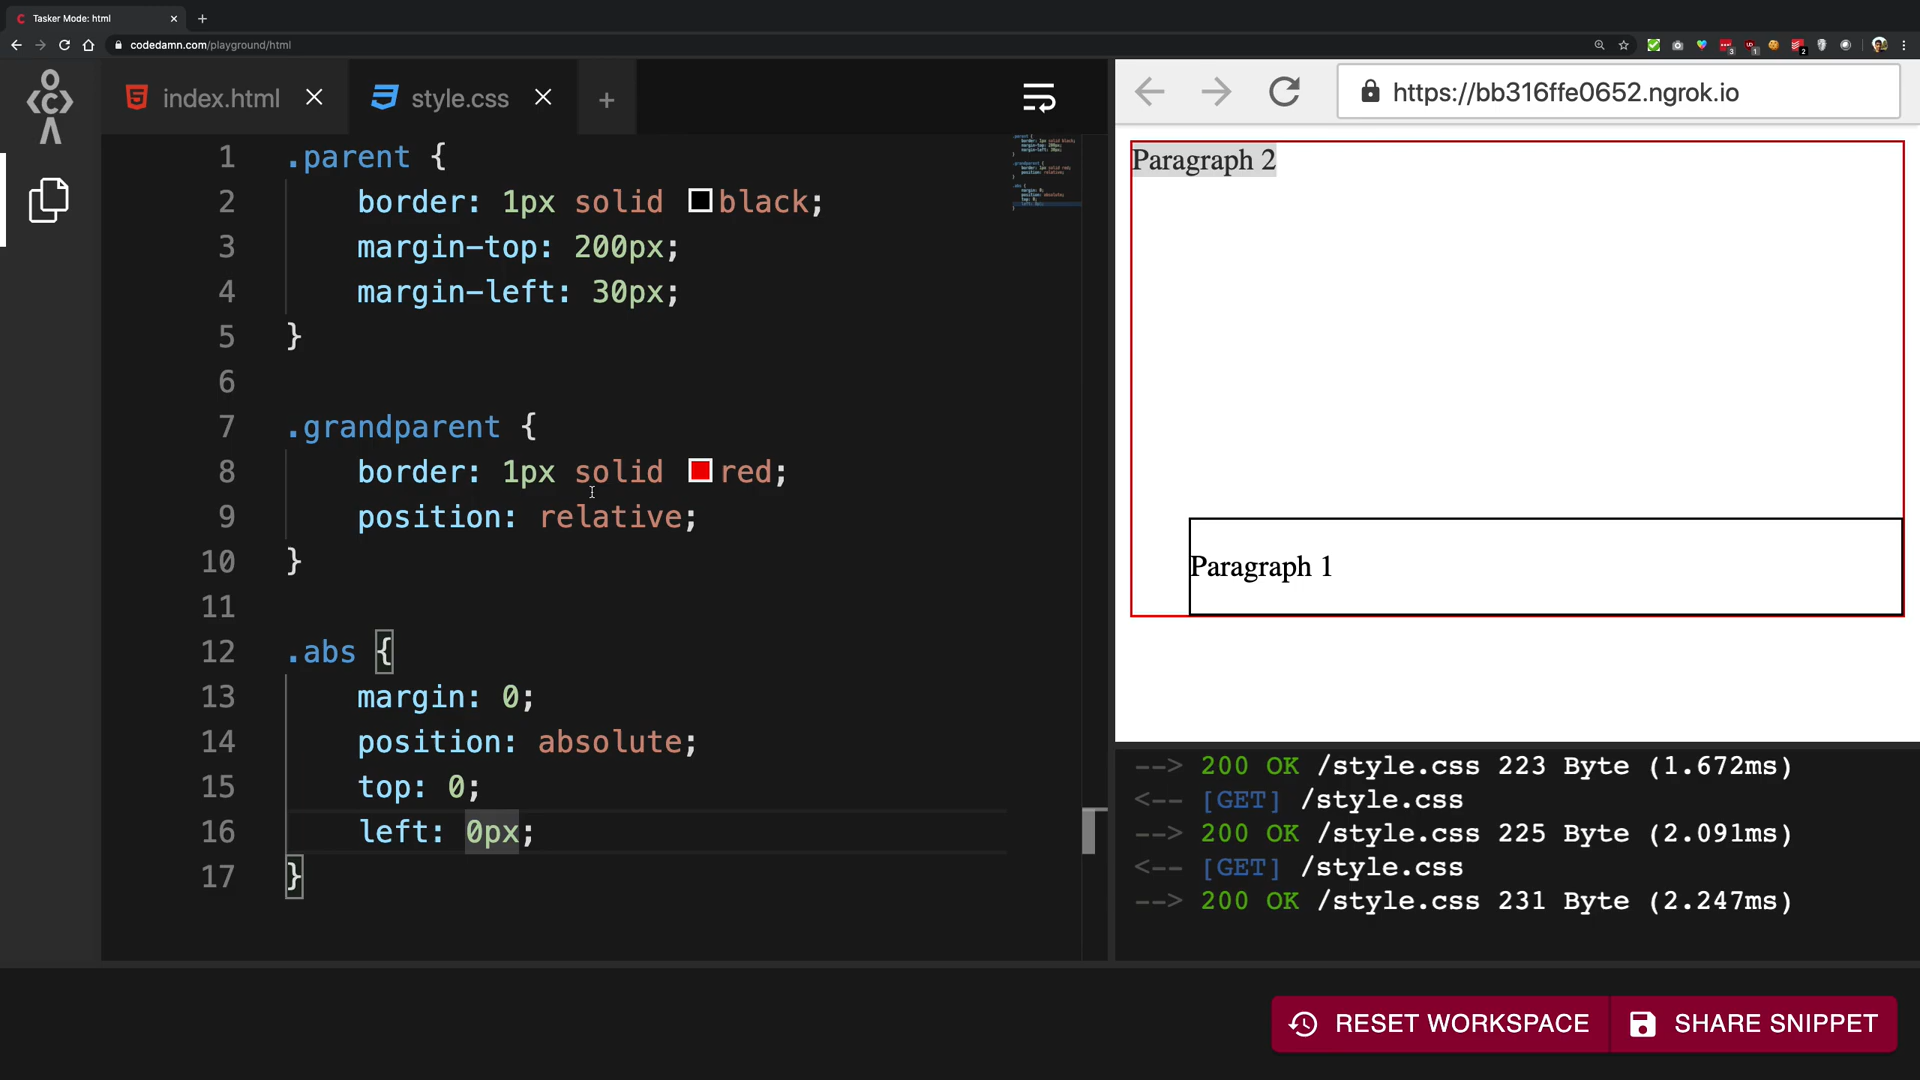 Tasker Mode: html
codedamn.com/playground/html
index.html
style.css
https://bb316ffe0652.ngrok.io
1 .parent {
2 border: 1px solid black;
3 margin-top: 200px;
4 margin-left: 30px;
5 }
6
7 .grandparent {
8 border: 1px solid red;
9 position: relative;
10 }
11
12 .abs {
13 margin: 0;
14 position: absolute;
15 top: 0;
16 left: 0px;
17 }
Paragraph 2
Paragraph 1
--> 200 OK /style.css 223 Byte (1.672ms)
<-- [GET] /style.css
--> 200 OK /style.css 225 Byte (2.091ms)
<-- [GET] /style.css
--> 200 OK /style.css 231 Byte (2.247ms)
RESET WORKSPACE
SHARE SNIPPET